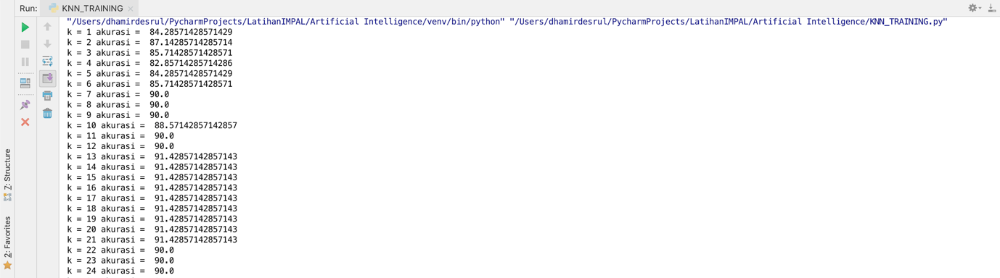 Run: KNN_TRAINING
"/Users/dhamirdesrul/PycharmProjects/LatihanIMPAL/Artificial Intelligence/venv/bin/python" "/Users/dhamirdesrul/PycharmProjects/LatihanIMPAL/Artificial Intelligence/KNN_TRAINING.py"
k = 1 akurasi =  84.28571428571429
k = 2 akurasi =  87.14285714285714
k = 3 akurasi =  85.71428571428571
k = 4 akurasi =  82.85714285714286
k = 5 akurasi =  84.28571428571429
k = 6 akurasi =  85.71428571428571
k = 7 akurasi =  90.0
k = 8 akurasi =  90.0
k = 9 akurasi =  90.0
k = 10 akurasi =  88.57142857142857
k = 11 akurasi =  90.0
k = 12 akurasi =  90.0
k = 13 akurasi =  91.42857142857143
k = 14 akurasi =  91.42857142857143
k = 15 akurasi =  91.42857142857143
k = 16 akurasi =  91.42857142857143
k = 17 akurasi =  91.42857142857143
k = 18 akurasi =  91.42857142857143
k = 19 akurasi =  91.42857142857143
k = 20 akurasi =  91.42857142857143
k = 21 akurasi =  91.42857142857143
k = 22 akurasi =  90.0
k = 23 akurasi =  90.0
k = 24 akurasi =  90.0
7: Structure
2: Favorites